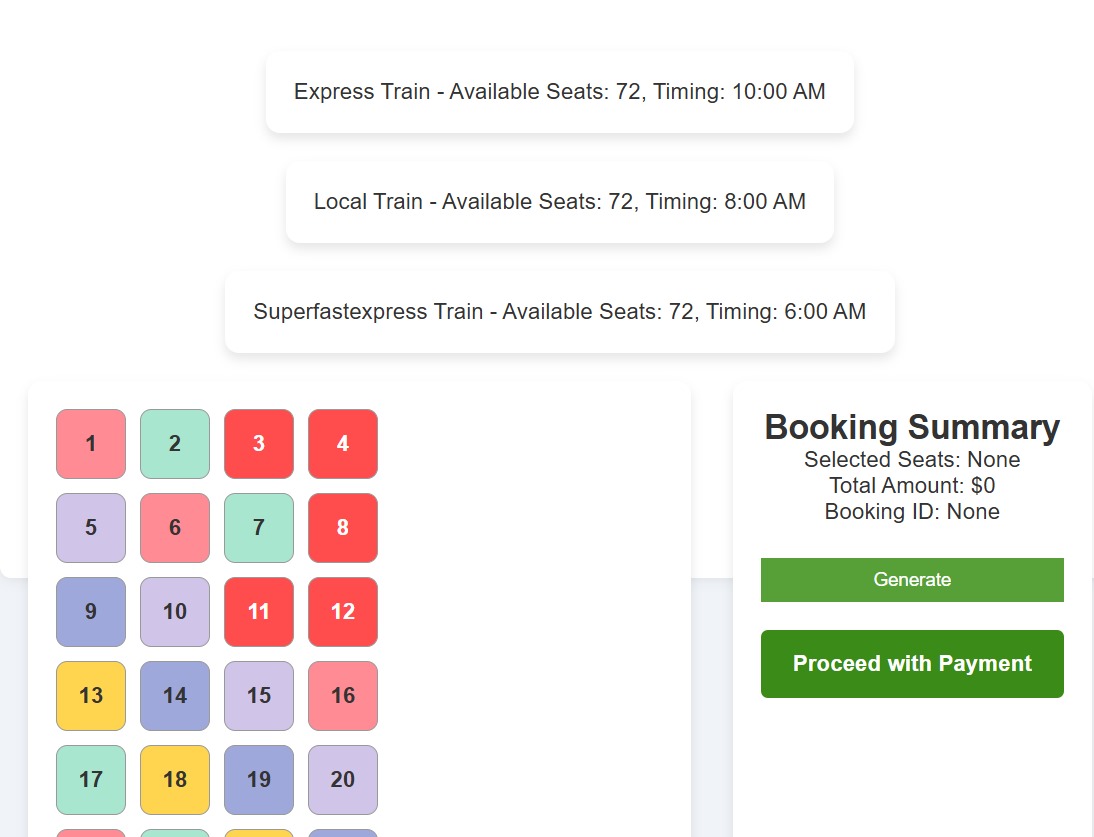 Express Train - Available Seats: 72, Timing: 10:00 AM
Local Train - Available Seats: 72, Timing: 8:00 AM
Superfastexpress Train - Available Seats: 72, Timing: 6:00 AM
1 2 3 4
5 6 7 8
9 10 11 12
13 14 15 16
17 18 19 20
Booking Summary
Selected Seats: None
Total Amount: $0
Booking ID: None
Generate
Proceed with Payment